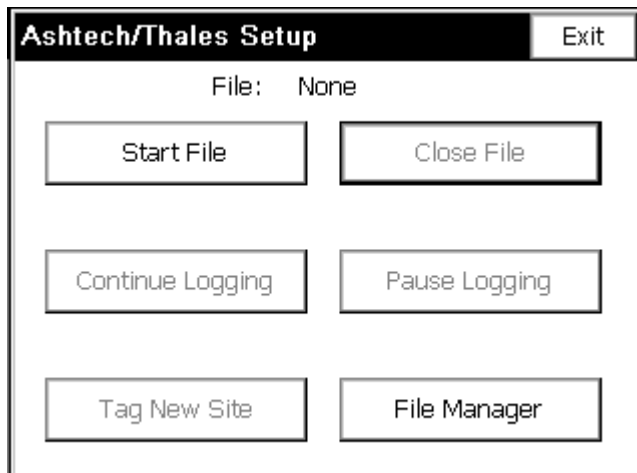 Ashtech/Thales Setup Exit
File: None
Start File Close File
Continue Logging Pause Logging
Tag New Site File Manager